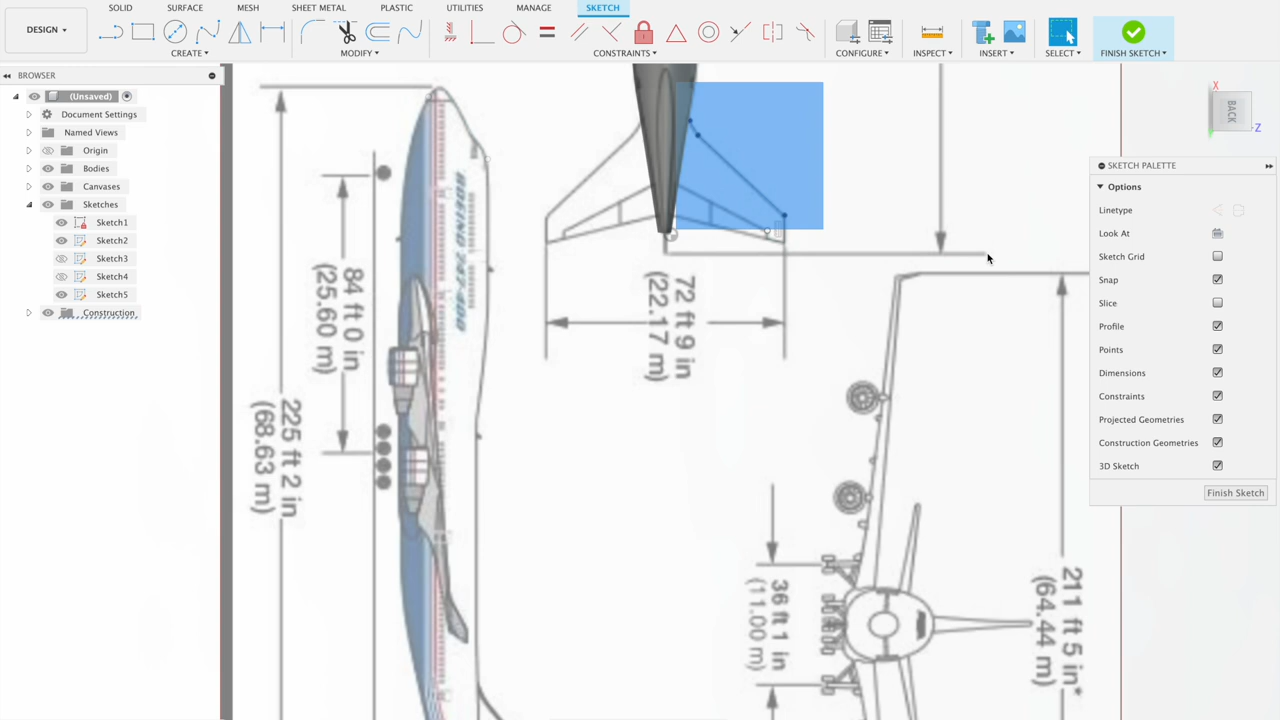 SOLID SURFACE MESH SHEET METAL PLASTIC UTILITIES MANAGE SKETCH
DESIGN
CREATE MODIFY CONSTRAINTS CONFIGURE INSPECT INSERT SELECT FINISH SKETCH
BROWSER
(Unsaved)
Document Settings
Named Views
Origin
Bodies
Canvases
Sketches
Sketch1
Sketch2
Sketch3
Sketch4
Sketch5
Construction
X
BACK
Z
SKETCH PALETTE
Options
Linetype
Look At
Sketch Grid
Snap
Slice
Profile
Points
Dimensions
Constraints
Projected Geometries
Construction Geometries
3D Sketch
Finish Sketch
BOEING 747-400
84 ft 0 in
(25.60 m)
225 ft 2 in
(68.63 m)
72 ft 9 in
(22.17 m)
36 ft 1 in
(11.00 m)
211 ft 5 in*
(64.44 m)